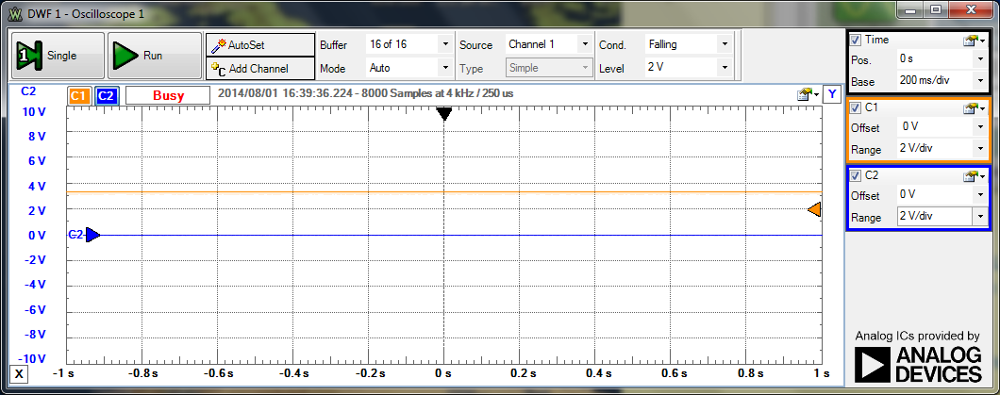 DWF 1 - Oscilloscope 1
1 Single Run
AutoSet
Add Channel
Buffer 16 of 16 Source Channel 1 Cond. Falling
Mode Auto Type Simple Level 2 V
C2 C1 C2 Busy 2014/08/01 16:39:36.224 - 8000 Samples at 4 kHz / 250 us Y
10 V
8 V
6 V
4 V
2 V
C2
0 V
-2 V
-4 V
-6 V
-8 V
-10 V
X -1 s -0.8 s -0.6 s -0.4 s -0.2 s 0 s 0.2 s 0.4 s 0.6 s 0.8 s 1 s
Time
Pos. 0 s
Base 200 ms/div
C1
Offset 0 V
Range 2 V/div
C2
Offset 0 V
Range 2 V/div
Analog ICs provided by
ANALOG
DEVICES